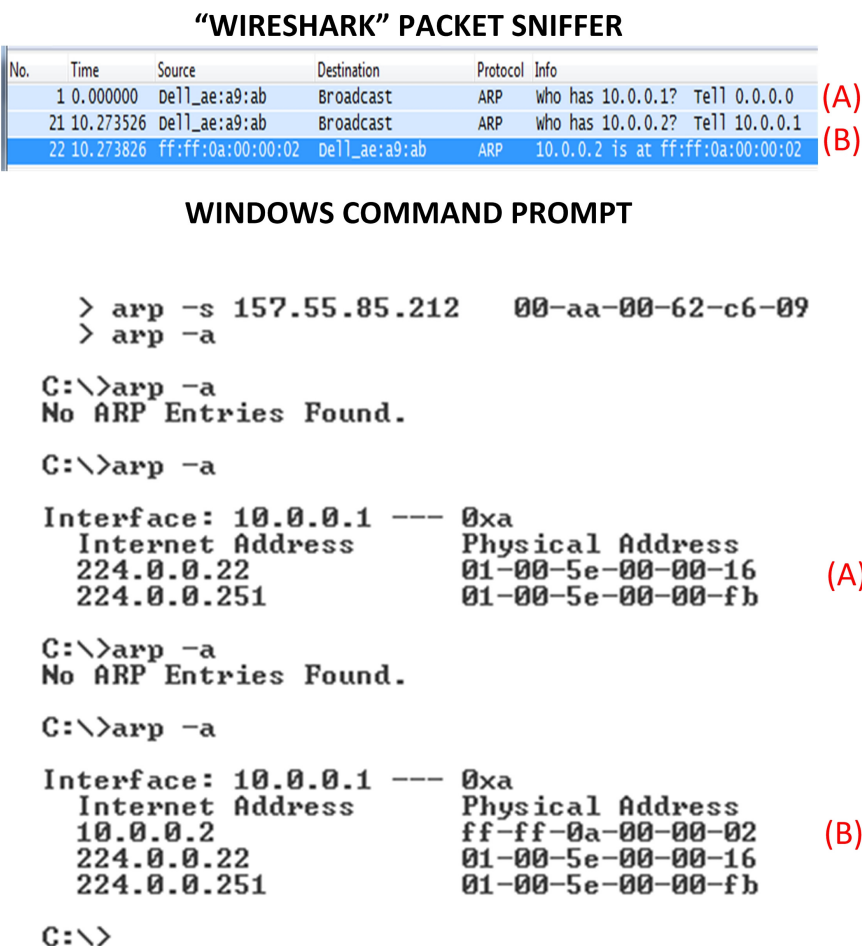 “WIRESHARK” PACKET SNIFFER
No. Time Source Destination Protocol Info
1 0.000000 Dell_ae:a9:ab Broadcast ARP who has 10.0.0.1? Tell 0.0.0.0 (A)
21 10.273526 Dell_ae:a9:ab Broadcast ARP who has 10.0.0.2? Tell 10.0.0.1
22 10.273826 ff:ff:0a:00:00:02 Dell_ae:a9:ab ARP 10.0.0.2 is at ff:ff:0a:00:00:02 (B)
WINDOWS COMMAND PROMPT
> arp -s 157.55.85.212 00-aa-00-62-c6-09
> arp -a
C:\>arp -a
No ARP Entries Found.
C:\>arp -a
Interface: 10.0.0.1 --- 0xa
Internet Address Physical Address
224.0.0.22 01-00-5e-00-00-16 (A)
224.0.0.251 01-00-5e-00-00-fb
C:\>arp -a
No ARP Entries Found.
C:\>arp -a
Interface: 10.0.0.1 --- 0xa
Internet Address Physical Address
10.0.0.2 ff-ff-0a-00-00-02 (B)
224.0.0.22 01-00-5e-00-00-16
224.0.0.251 01-00-5e-00-00-fb
C:\>